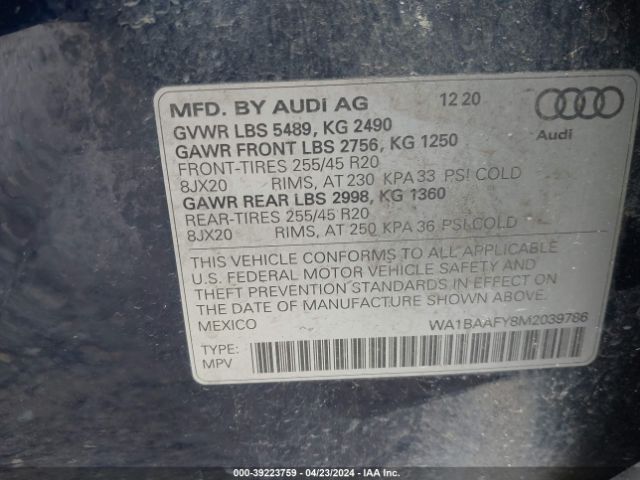 MFD. BY AUDI AG 12 20
GVWR LBS 5489, KG 2490
GAWR FRONT LBS 2756, KG 1250
FRONT-TIRES 255/45 R20
8JX20 RIMS, AT 230 KPA 33 PSI COLD
GAWR REAR LBS 2998, KG 1360
REAR-TIRES 255/45 R20
8JX20 RIMS, AT 250 KPA 36 PSI COLD
Audi
THIS VEHICLE CONFORMS TO ALL APPLICABLE
U.S. FEDERAL MOTOR VEHICLE SAFETY AND
THEFT PREVENTION STANDARDS IN EFFECT ON
THE DATE OF MANUFACTURE SHOWN ABOVE.
MEXICO WA1BAAFY8M2039786
TYPE:
MPV
000-39223759 - 04/23/2024 - IAA Inc.